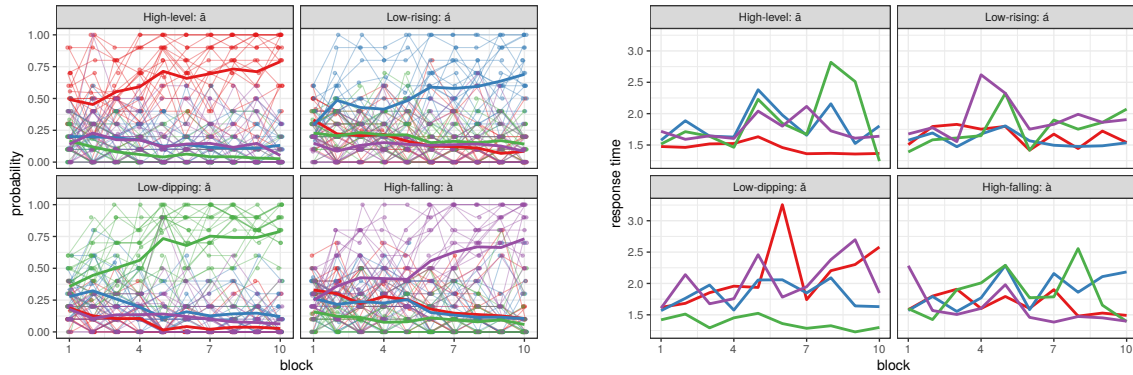 High-level: ā
Low-rising: á
1.00
0.75
0.50
0.25
0.00
Low-dipping: ǎ
High-falling: à
1.00
0.75
0.50
0.25
0.00
1 4 7 10 1 4 7 10
block
probability
High-level: ā
Low-rising: á
3.0
2.5
2.0
1.5
Low-dipping: ǎ
High-falling: à
3.0
2.5
2.0
1.5
1 4 7 10 1 4 7 10
block
response time